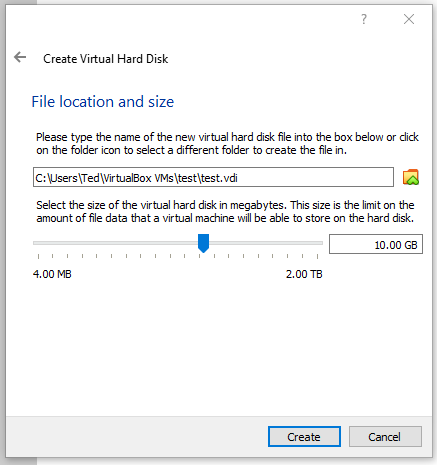 ?
Create Virtual Hard Disk
File location and size
Please type the name of the new virtual hard disk file into the box below or click
on the folder icon to select a different folder to create the file in.
C:\Users\Ted\VirtualBox VMs\test\test.vdi
Select the size of the virtual hard disk in megabytes. This size is the limit on the
amount of file data that a virtual machine will be able to store on the hard disk.
10.00 GB
4.00 MB 2.00 TB
Create Cancel